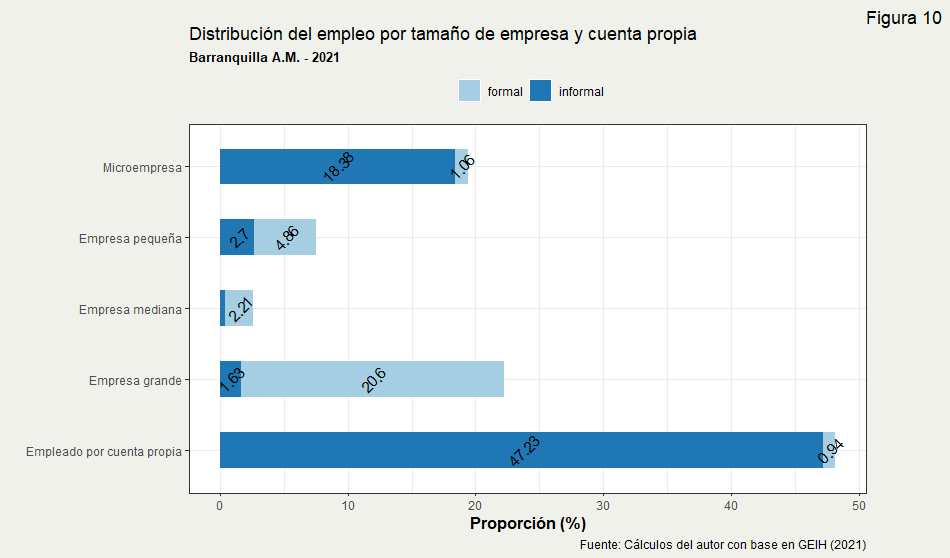 Figura 10
Distribución del empleo por tamaño de empresa y cuenta propia
Barranquilla A.M. - 2021
formal informal
Microempresa 18.38 1.06
Empresa pequeña 2.7 4.86
Empresa mediana 2.21
Empresa grande 1.63 20.6
Empleado por cuenta propia 47.23 0.94
0 10 20 30 40 50
Proporción (%)
Fuente: Cálculos del autor con base en GEIH (2021)